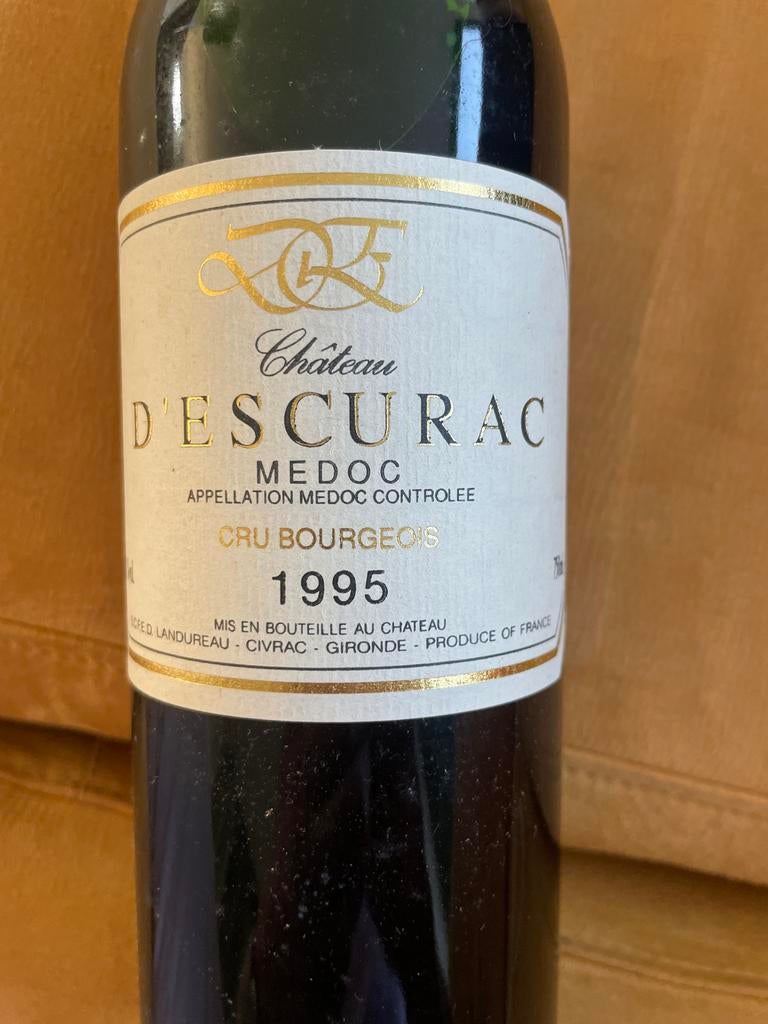 Château
D'ESCURAC
MEDOC
APPELLATION MEDOC CONTROLEE
CRU BOURGEOIS
1995
MIS EN BOUTEILLE AU CHATEAU
LANDUREAU - CIVRAC - GIRONDE - PRODUCE OF FRANCE